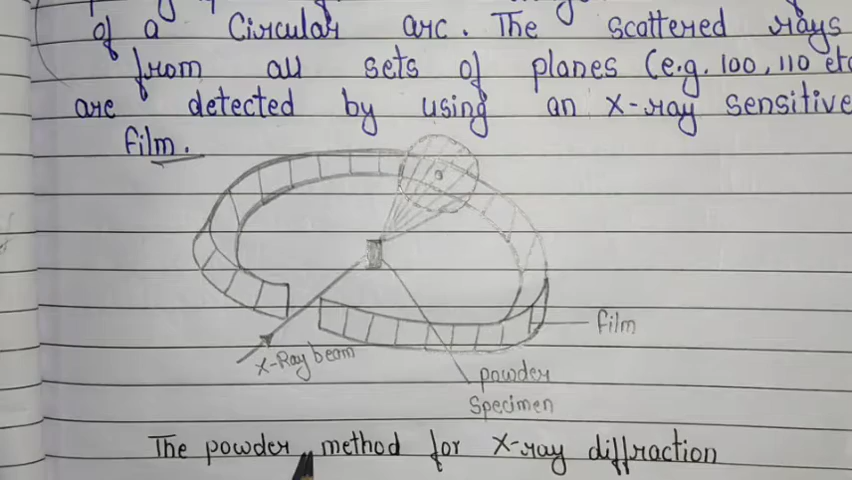 of a Circular arc. The scattered rays
from all sets of planes (e.g. 100, 110 etc
are detected by using an X-ray sensitive
film.
film
X-Ray beam
powder
Specimen
The powder method for X-ray diffraction